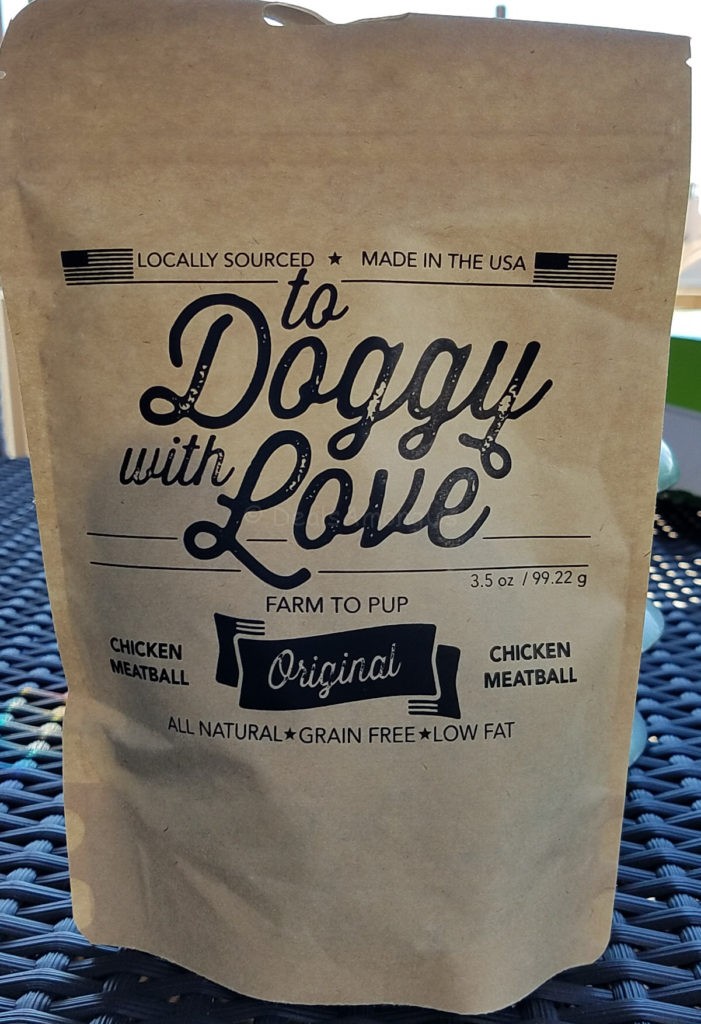 LOCALLY SOURCED ★ MADE IN THE USA
to
Doggy
with
Love
3.5 oz / 99.22 g
FARM TO PUP
CHICKEN MEATBALL
Original
CHICKEN MEATBALL
ALL NATURAL★GRAIN FREE★LOW FAT